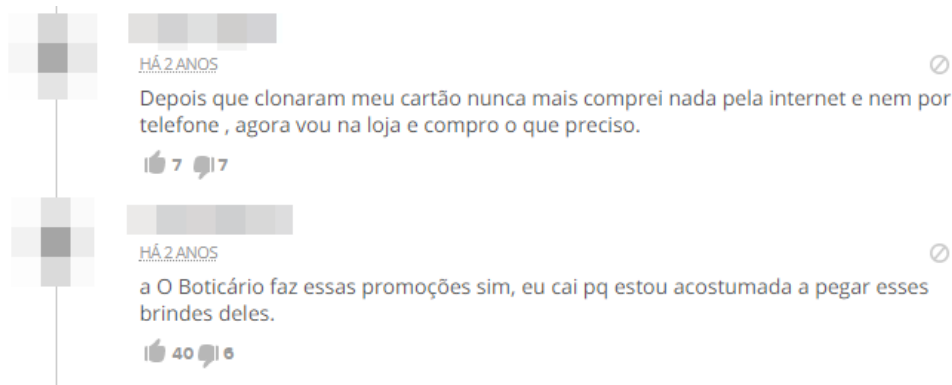 HÁ 2 ANOS
Depois que clonaram meu cartão nunca mais comprei nada pela internet e nem por
telefone , agora vou na loja e compro o que preciso.
7 7
HÁ 2 ANOS
a O Boticário faz essas promoções sim, eu cai pq estou acostumada a pegar esses
brindes deles.
40 6